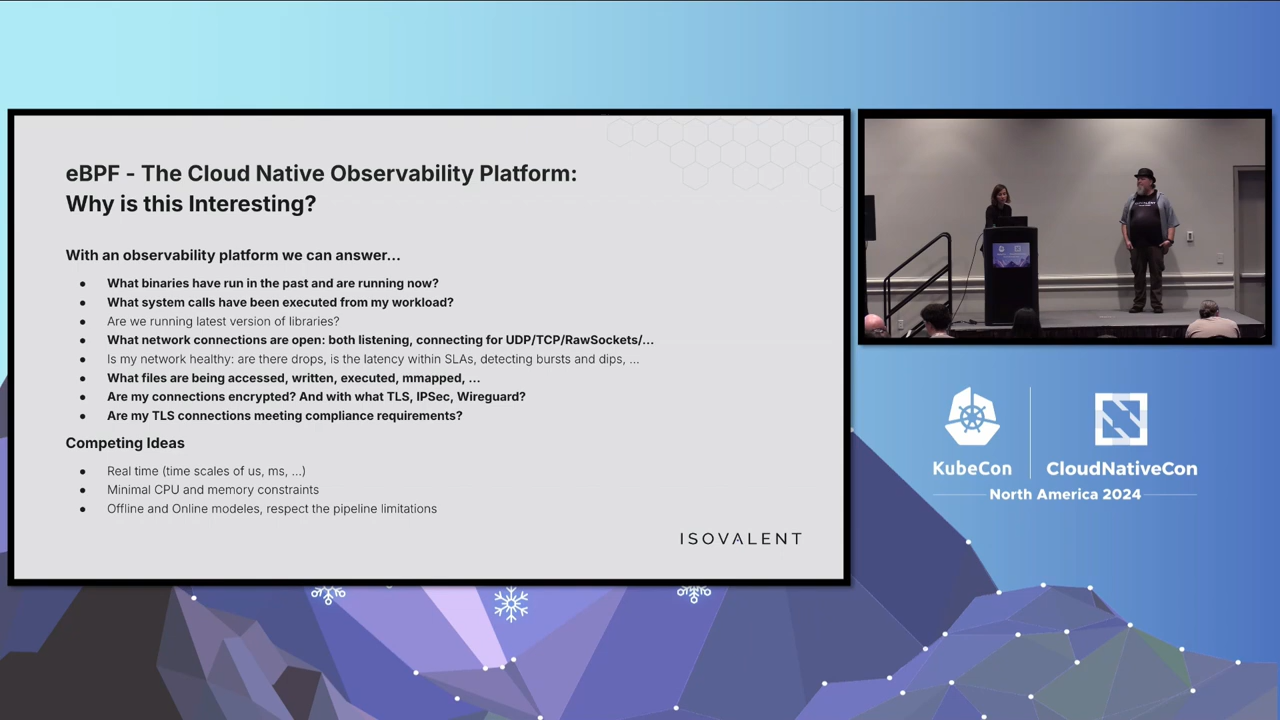 eBPF - The Cloud Native Observability Platform:
Why is this Interesting?
With an observability platform we can answer...
● What binaries have run in the past and are running now?
● What system calls have been executed from my workload?
● Are we running latest version of libraries?
● What network connections are open: both listening, connecting for UDP/TCP/RawSockets/...
● Is my network healthy: are there drops, is the latency within SLAs, detecting bursts and dips, ...
● What files are being accessed, written, executed, mmapped, ...
● Are my connections encrypted? And with what TLS, IPSec, Wireguard?
● Are my TLS connections meeting compliance requirements?
Competing Ideas
● Real time (time scales of us, ms, ...)
● Minimal CPU and memory constraints
● Offline and Online modeles, respect the pipeline limitations
ISOVALENT
KubeCon
CloudNativeCon
North America 2024